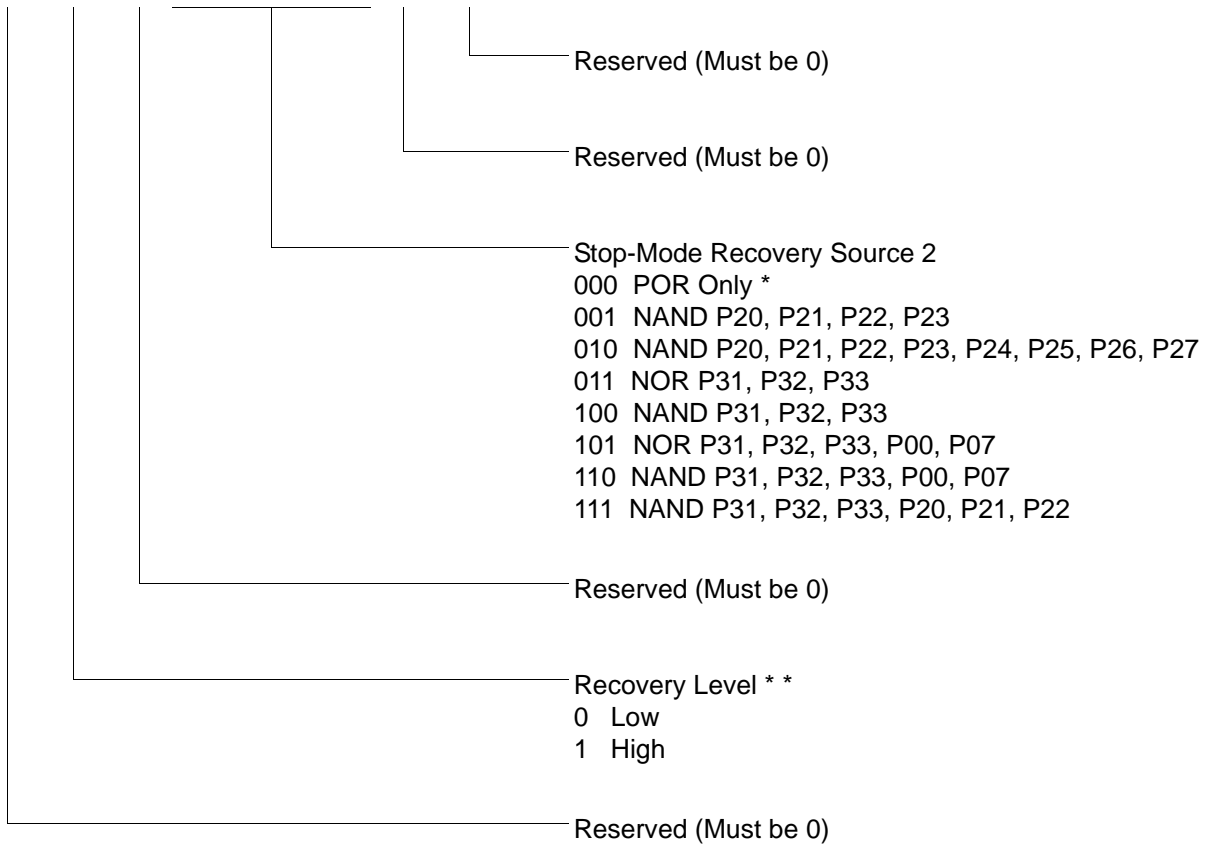 Reserved (Must be 0)
Reserved (Must be 0)
Stop-Mode Recovery Source 2
000 POR Only *
001 NAND P20, P21, P22, P23
010 NAND P20, P21, P22, P23, P24, P25, P26, P27
011 NOR P31, P32, P33
100 NAND P31, P32, P33
101 NOR P31, P32, P33, P00, P07
110 NAND P31, P32, P33, P00, P07
111 NAND P31, P32, P33, P20, P21, P22
Reserved (Must be 0)
Recovery Level * *
0 Low
1 High
Reserved (Must be 0)